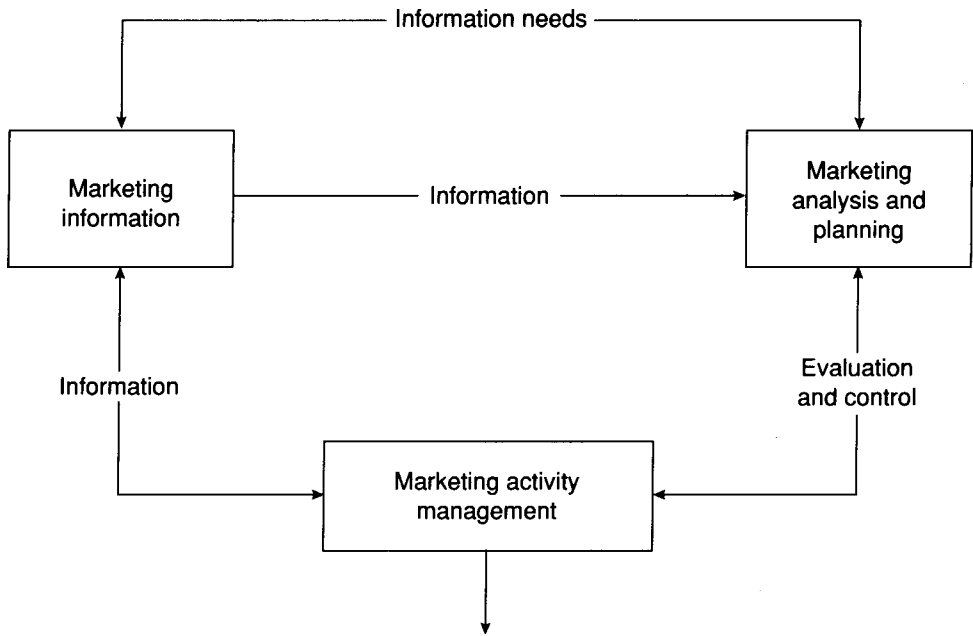 Information needs
Marketing
information
Information
Marketing
analysis and
planning
Information
Evaluation
and control
Marketing activity
management